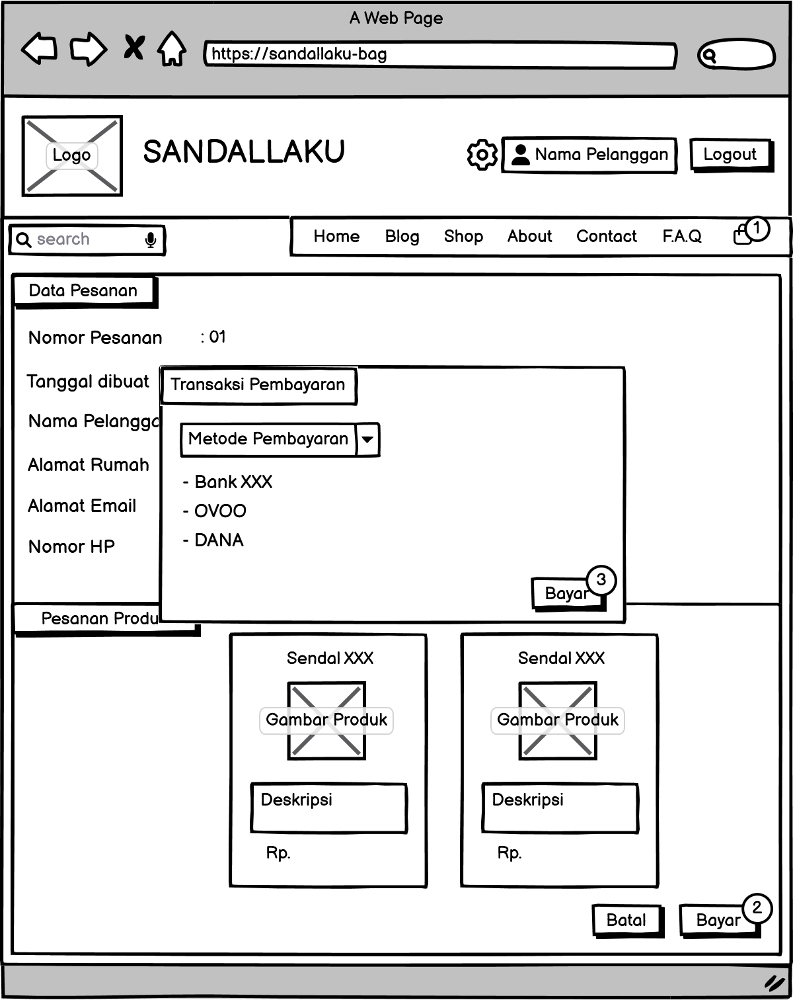 A Web Page
https://sandallaku-bag
Logo
SANDALLAKU
Nama Pelanggan
Logout
search
Home Blog Shop About Contact F.A.Q 1
Data Pesanan
Nomor Pesanan : 01
Tanggal dibuat
Nama Pelangga
Alamat Rumah
Alamat Email
Nomor HP
Transaksi Pembayaran
Metode Pembayaran
- Bank XXX
- OVOO
- DANA
Bayar 3
Pesanan Produ
Sendal XXX
Gambar Produk
Deskripsi
Rp.
Sendal XXX
Gambar Produk
Deskripsi
Rp.
Batal
Bayar 2